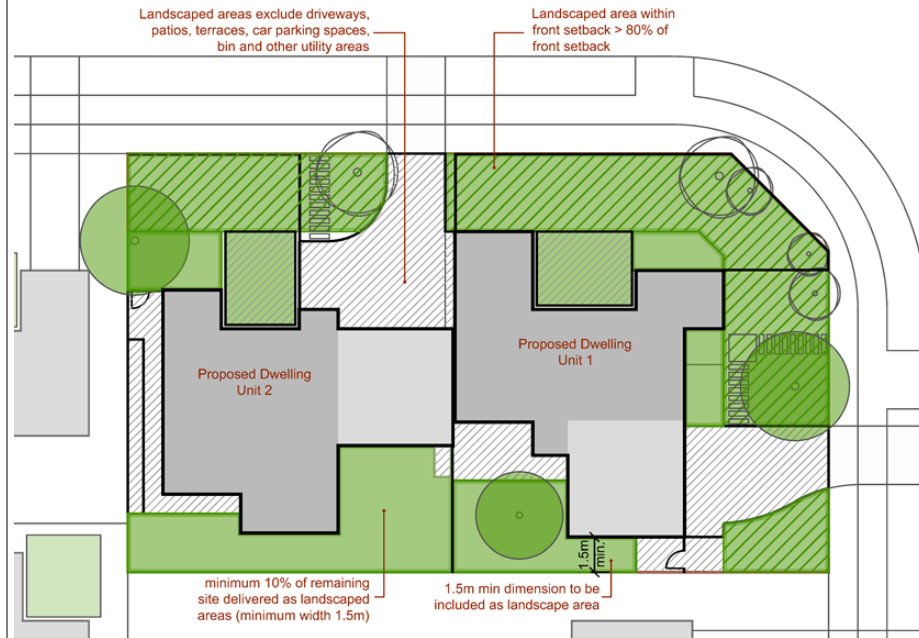 Landscaped areas exclude driveways,
patios, terraces, car parking spaces,
bin and other utility areas
Landscaped area within
front setback > 80% of
front setback
Proposed Dwelling
Unit 2
Proposed Dwelling
Unit 1
1.5m
min.
minimum 10% of remaining
site delivered as landscaped
areas (minimum width 1.5m)
1.5m min dimension to be
included as landscape area